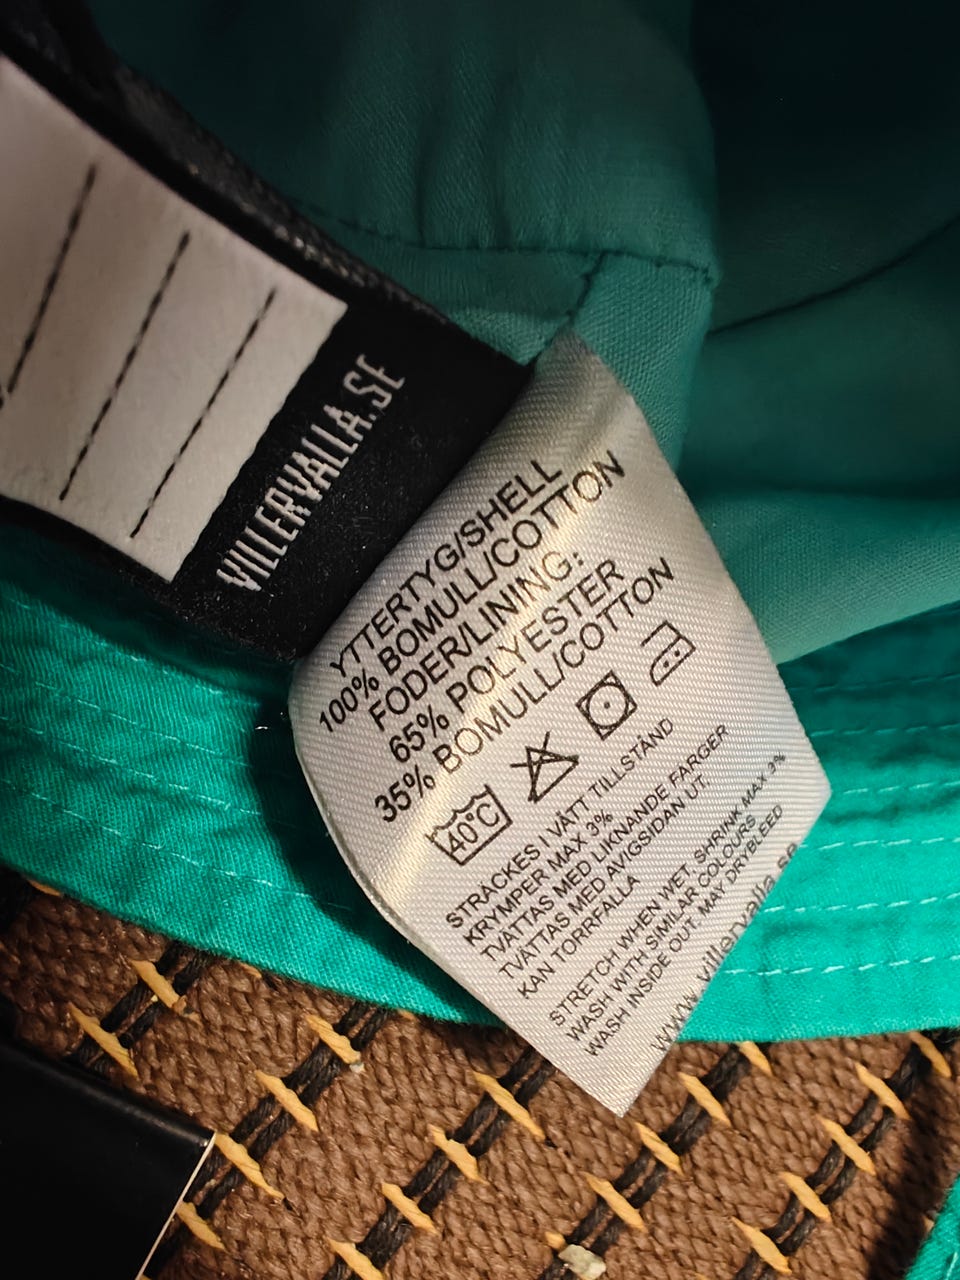 VILLERVALLA.SE
YTTERTYG/SHELL
100% BOMULL/COTTON
FODER/LINING:
65% POLYESTER
35% BOMULL/COTTON
40°C
STRÄCKES I VÅTT TILLSTÅND
KRYMPER MAX 3%
TVÄTTAS MED LIKNANDE FÄRGER
TVÄTTAS MED AVIGSIDAN UT.
KAN TORRFÄLLA
STRETCH WHEN WET, SHRINK MAX 3%
WASH WITH SIMILAR COLOURS
WASH INSIDE OUT. MAY DRYBLEED
www.villervalla.se